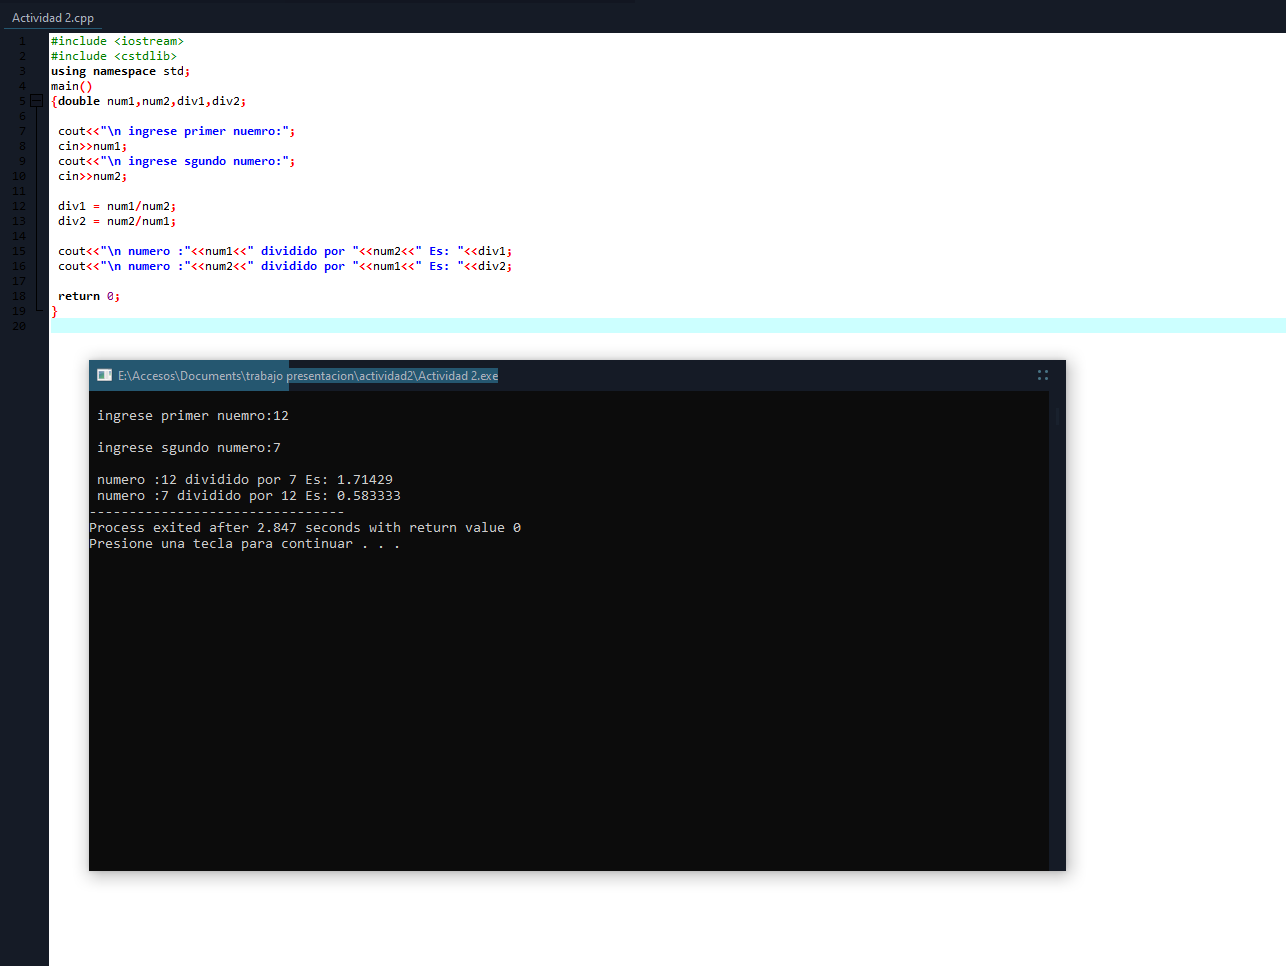 Actividad 2.cpp
1 #include <iostream>
2 #include <cstdlib>
3 using namespace std;
4 main()
5 {double num1,num2,div1,div2;
6
7 cout<<"\n ingrese primer nuemro:";
8 cin>>num1;
9 cout<<"\n ingrese sgundo numero:";
10 cin>>num2;
11
12 div1 = num1/num2;
13 div2 = num2/num1;
14
15 cout<<"\n numero :"<<num1<<" dividido por "<<num2<<" Es: "<<div1;
16 cout<<"\n numero :"<<num2<<" dividido por "<<num1<<" Es: "<<div2;
17
18 return 0;
19 }
20
E:\Accesos\Documents\trabajo presentacion\actividad2\Actividad 2.exe
ingrese primer nuemro:12
ingrese sgundo numero:7
numero :12 dividido por 7 Es: 1.71429
numero :7 dividido por 12 Es: 0.583333
--------------------------------
Process exited after 2.847 seconds with return value 0
Presione una tecla para continuar . . .